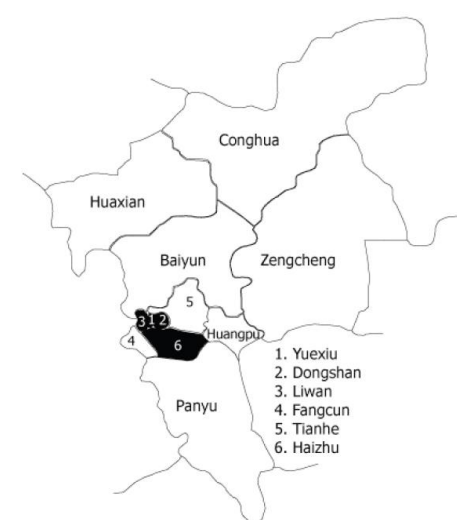 Conghua
Huaxian
Baiyun
Zengcheng
5
3 1 2
Huangpu
4
6
1. Yuexiu
2. Dongshan
3. Liwan
4. Fangcun
5. Tianhe
6. Haizhu
Panyu